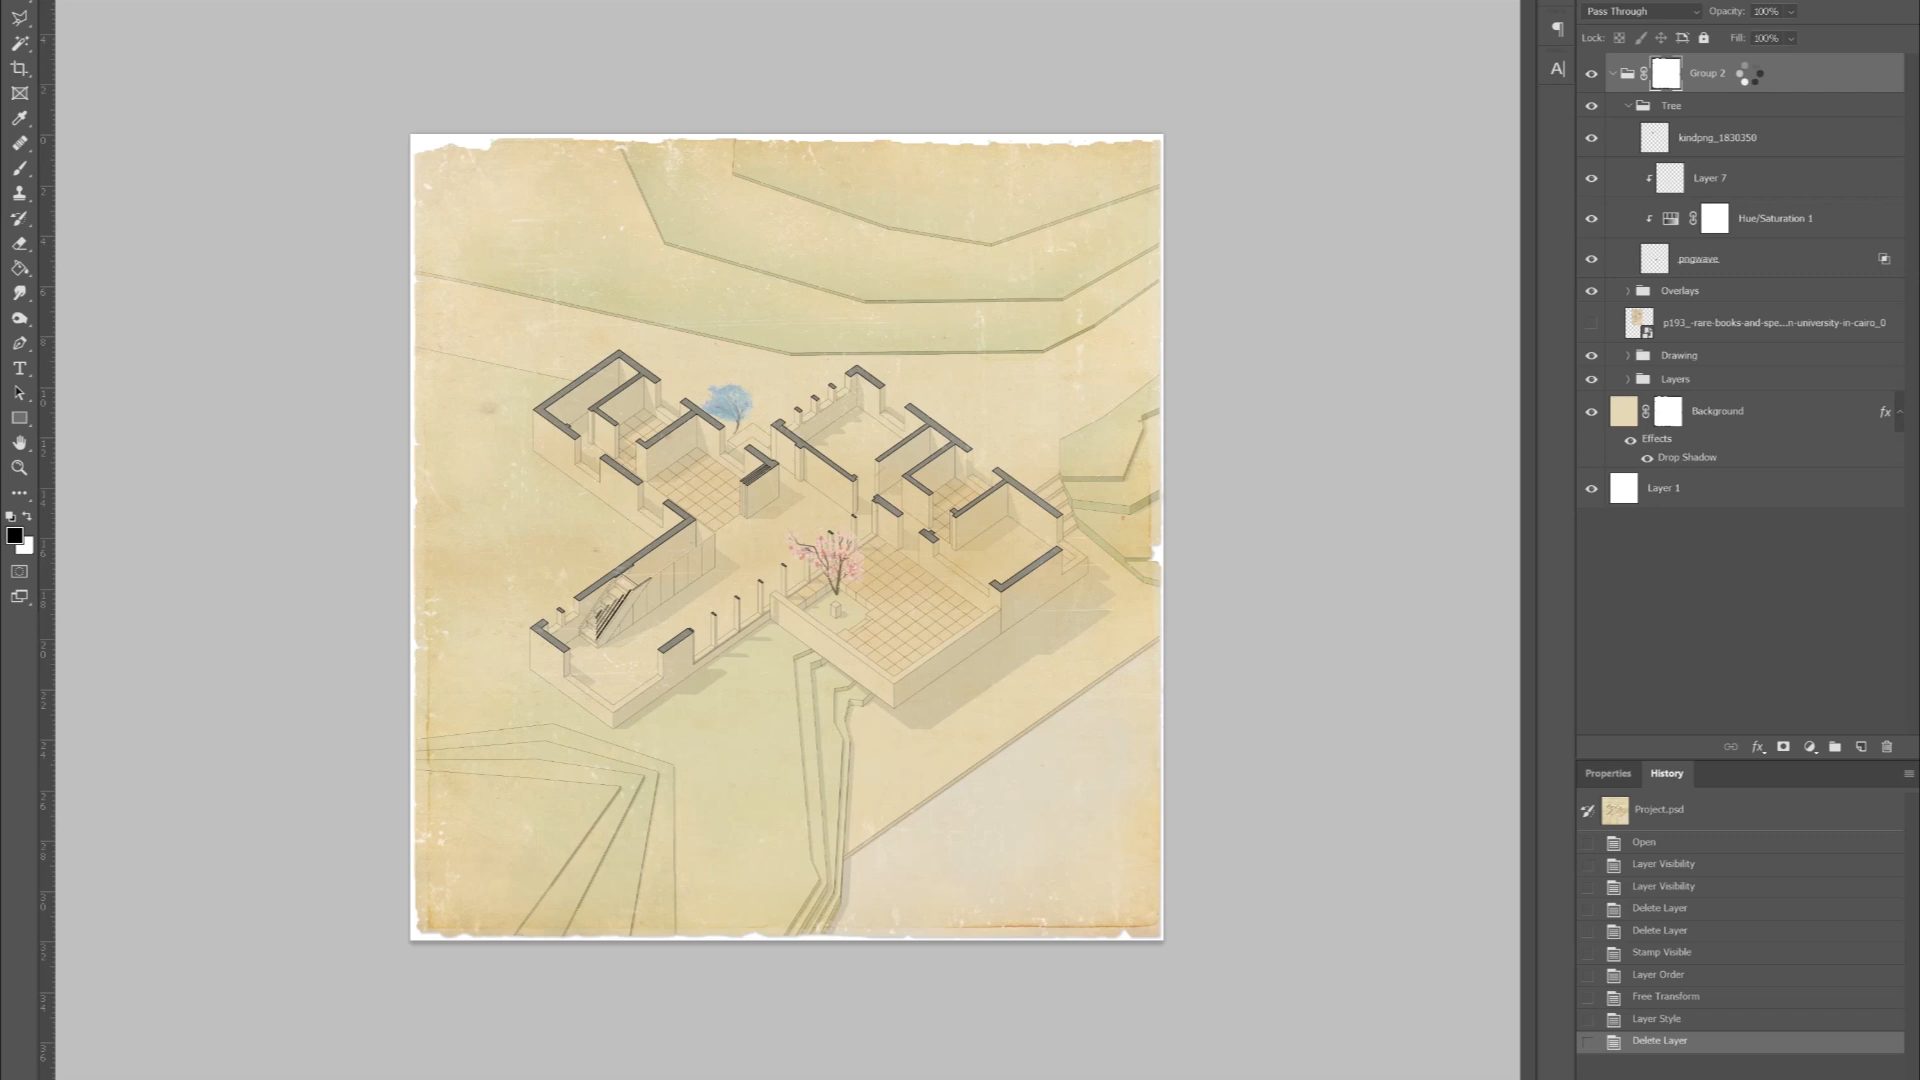 Pass Through
Opacity: 100%
Lock:
Fill: 100%
Group 2
Tree
kindpng_1830350
Layer 7
Hue/Saturation 1
pngwave
Overlays
p193_-rare-books-and-spe...n-university-in-cairo_0
Drawing
Layers
Background
fx
Effects
Drop Shadow
Layer 1
fx
Properties
History
Project.psd
Open
Layer Visibility
Layer Visibility
Delete Layer
Delete Layer
Stamp Visible
Layer Order
Free Transform
Layer Style
Delete Layer